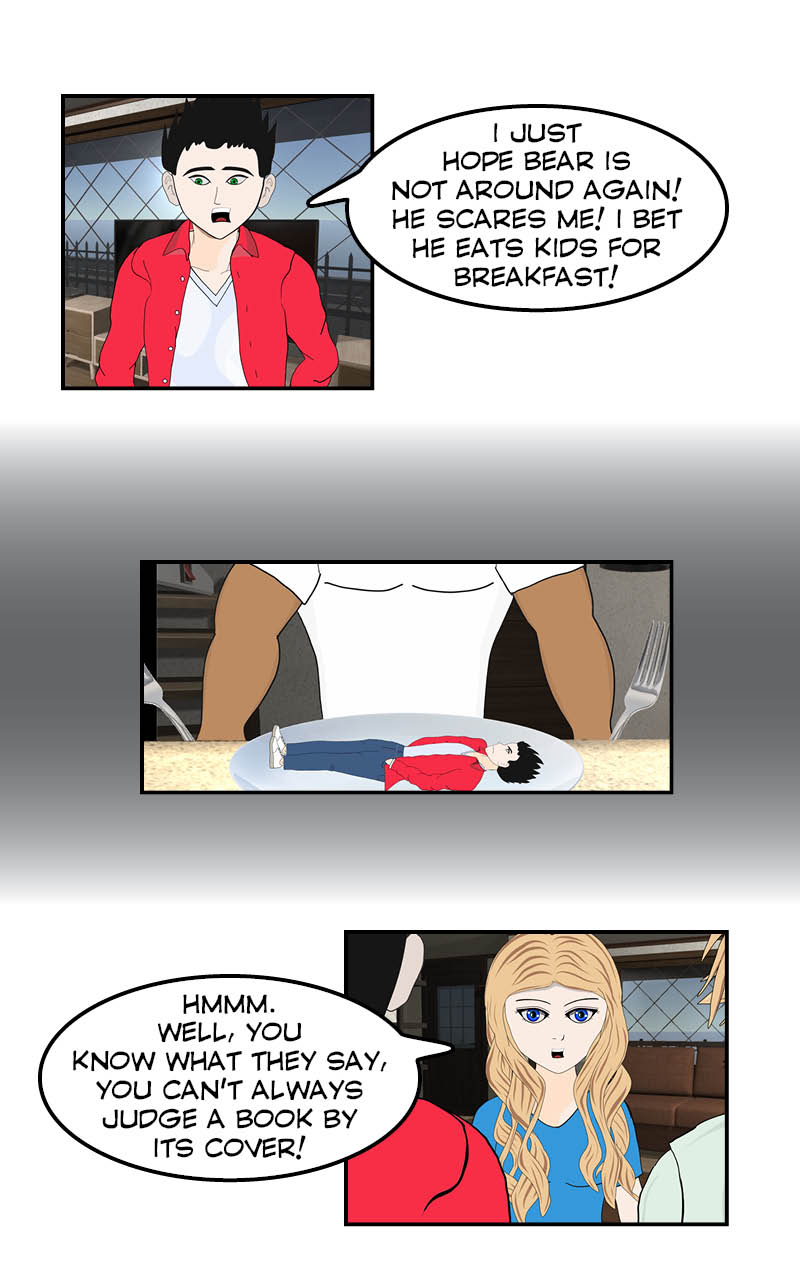 I JUST
HOPE BEAR IS
NOT AROUND AGAIN!
HE SCARES ME! I BET
HE EATS KIDS FOR
BREAKFAST!
HMMM.
WELL, YOU
KNOW WHAT THEY SAY,
YOU CAN'T ALWAYS
JUDGE A BOOK BY
ITS COVER!